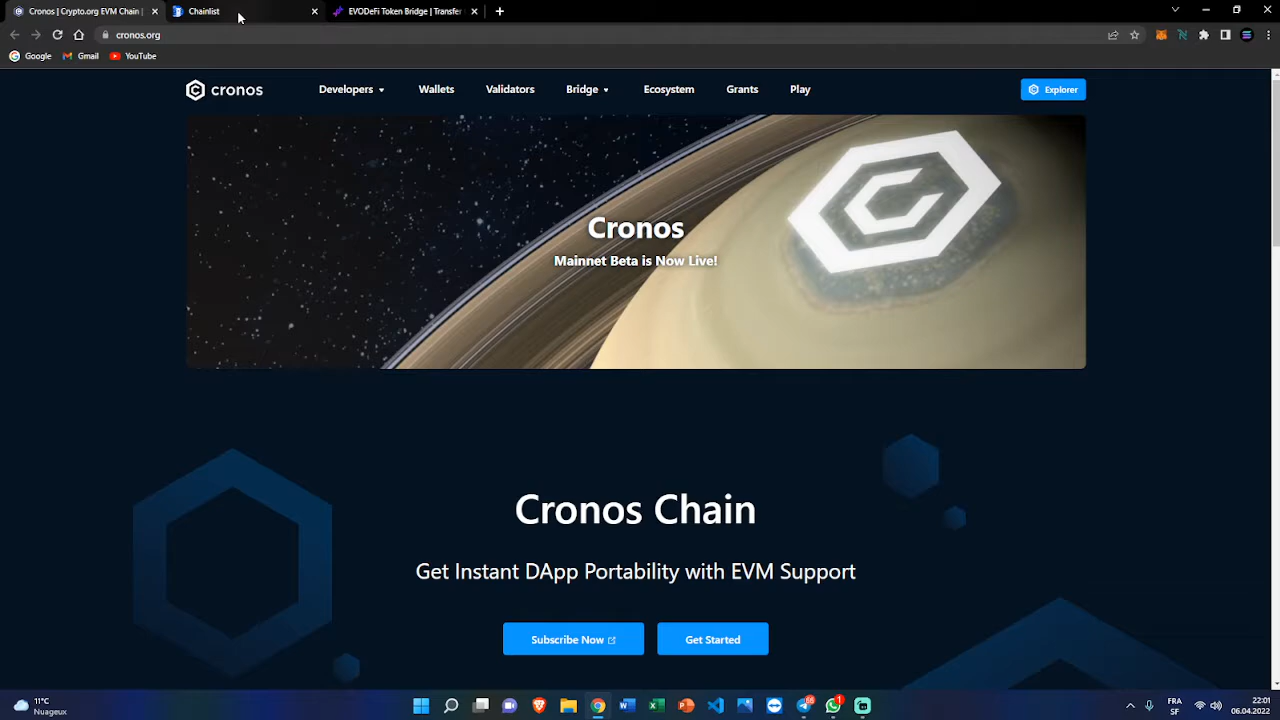 Cronos | Crypto.org EVM Chain |
Chainlist
EVODeFi Token Bridge | Transfer
cronos.org
Google
Gmail
YouTube
cronos
Developers
Wallets
Validators
Bridge
Ecosystem
Grants
Play
Explorer
Cronos
Mainnet Beta is Now Live!
Cronos Chain
Get Instant DApp Portability with EVM Support
Subscribe Now
Get Started
11°C
Nuageux
66
1
FRA
SF
22:01
06.04.2022